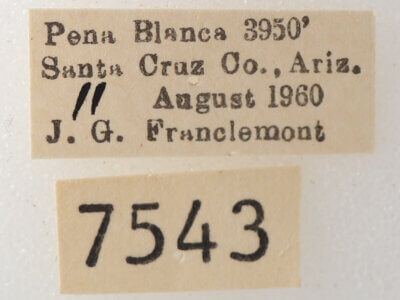 Pena Blanca 3950'
Santa Cruz Co., Ariz.
11 August 1960
J. G. Franclemont
7543